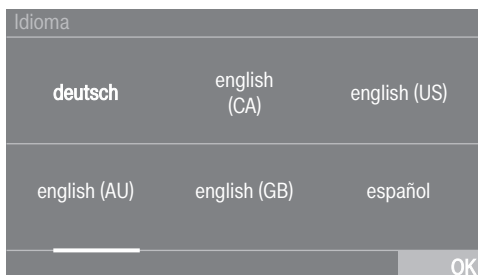 Idioma
deutsch
english
(CA)
english (US)
english (AU)
english (GB)
español
OK